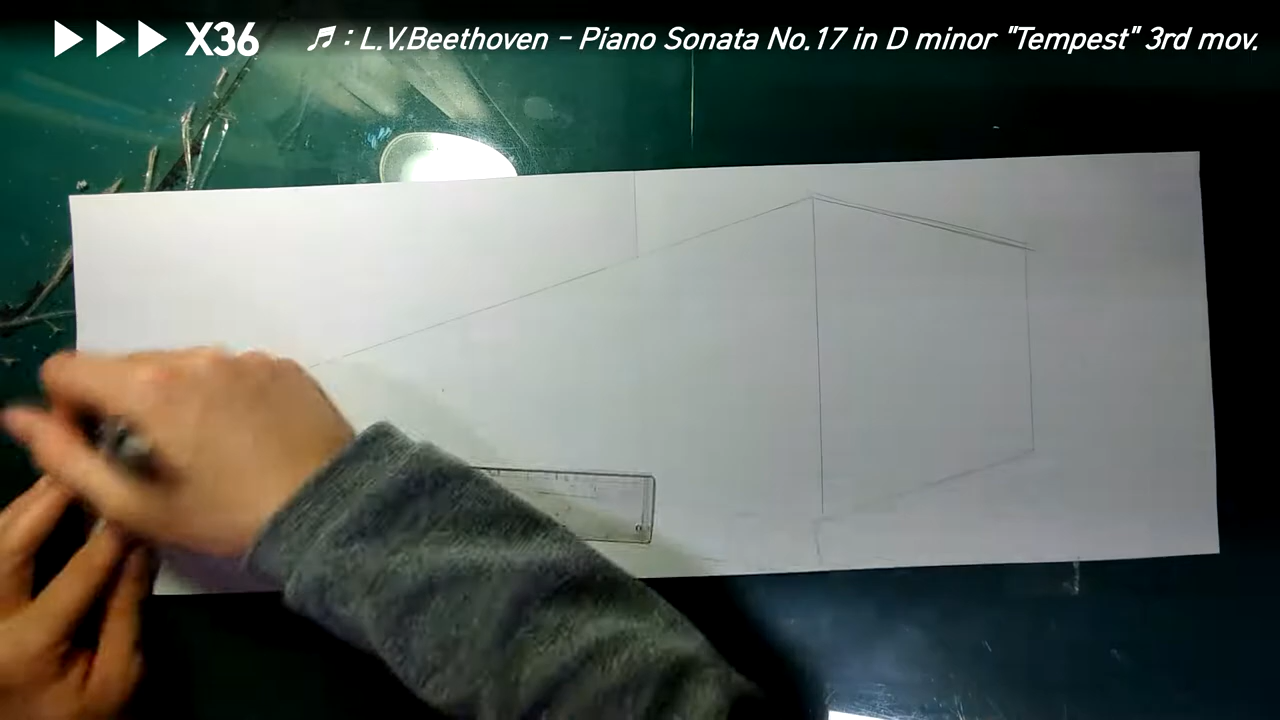 X36 ♬ : L.V.Beethoven - Piano Sonata No.17 in D minor "Tempest" 3rd mov.